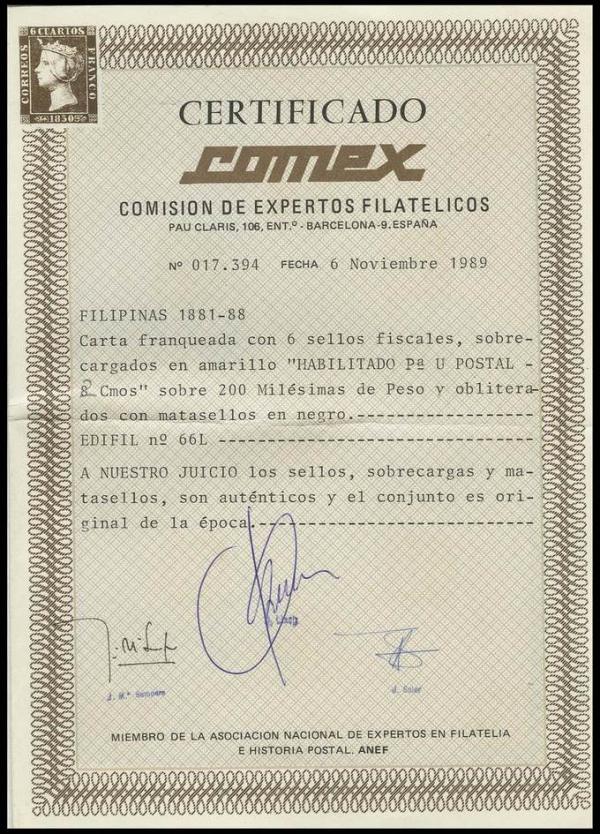 6 CUARTOS
CORREOS
FRANCO
1850
CERTIFICADO
comex
COMISION DE EXPERTOS FILATELICOS
PAU CLARIS, 106, ENT.º - BARCELONA-9. ESPAÑA
Nº 017.394 FECHA 6 Noviembre 1989
FILIPINAS 1881-88
Carta franqueada con 6 sellos fiscales, sobre-
cargados en amarillo "HABILITADO Pª U POSTAL -
8 Cmos" sobre 200 Milésimas de Peso y oblitera-
dos con matasellos en negro.-----------------
EDIFIL nº 66L -------------------------------
A NUESTRO JUICIO los sellos, sobrecargas y ma-
tasellos, son auténticos y el conjunto es ori-
ginal de la época.---------------------------
J. Mª Sempere
J. Soler
MIEMBRO DE LA ASOCIACION NACIONAL DE EXPERTOS EN FILATELIA
E HISTORIA POSTAL. ANEF